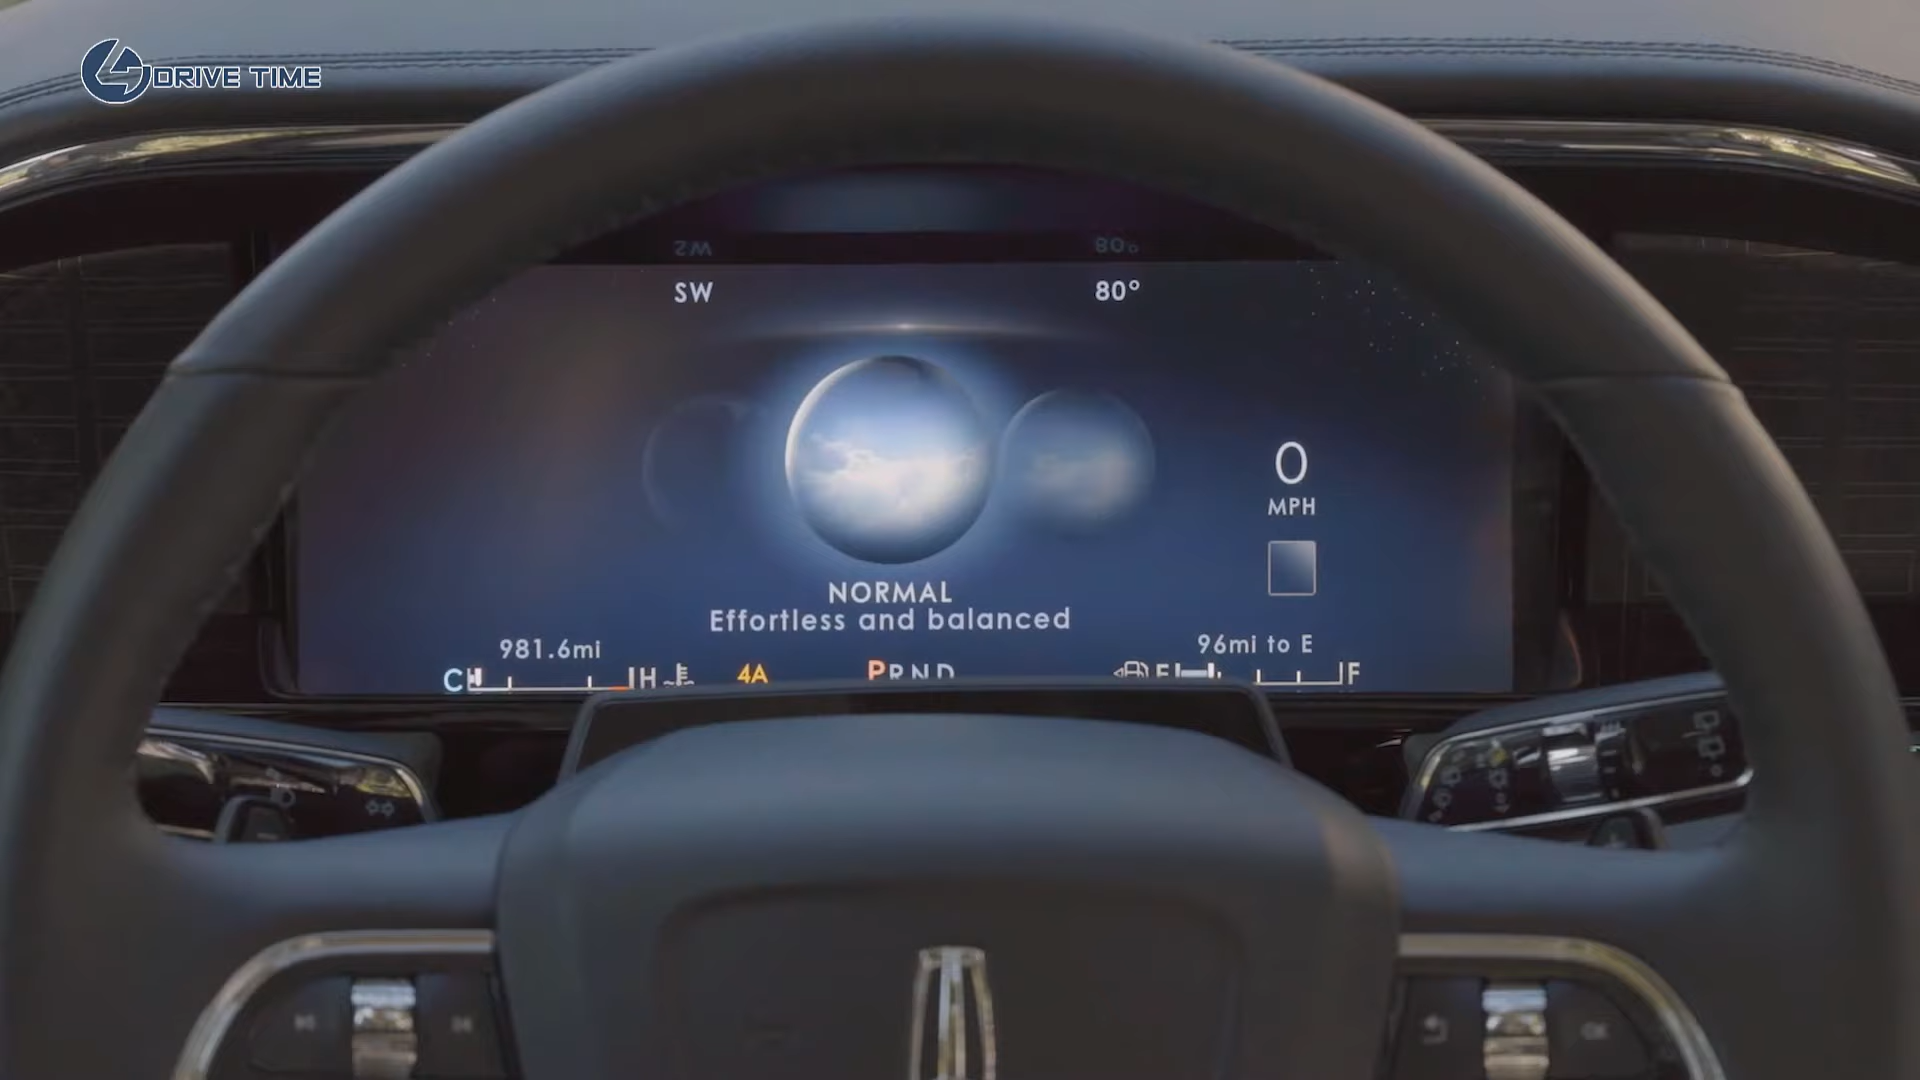 DRIVE TIME
SW 80°
0
MPH
NORMAL
Effortless and balanced
981.6mi
96mi to E
C H 4A PRND E F